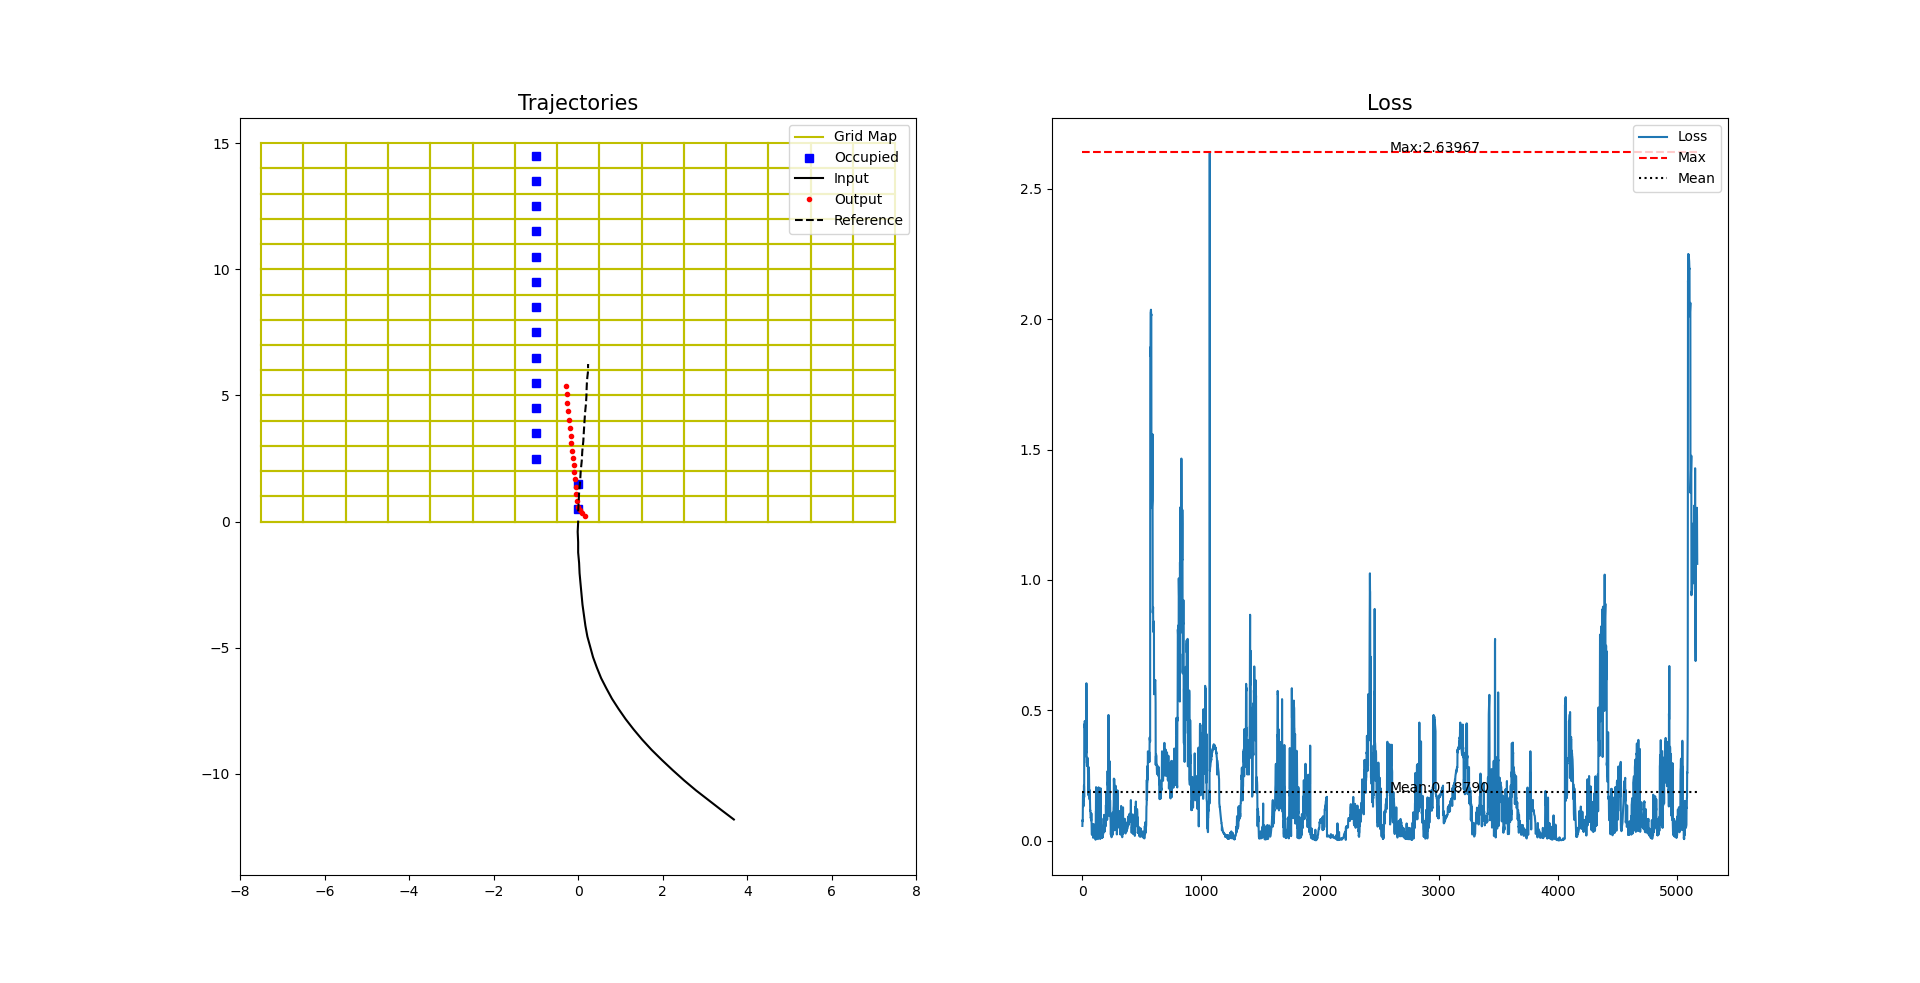 Trajectories
15
10
5
0
−5
−10
−8
−6
−4
−2
0
2
4
6
8
Grid Map
Occupied
Input
Output
Reference
Loss
2.5
2.0
1.5
1.0
0.5
0.0
0
1000
2000
3000
4000
5000
Max:2.63967
Mean:0.18790
Loss
Max
Mean